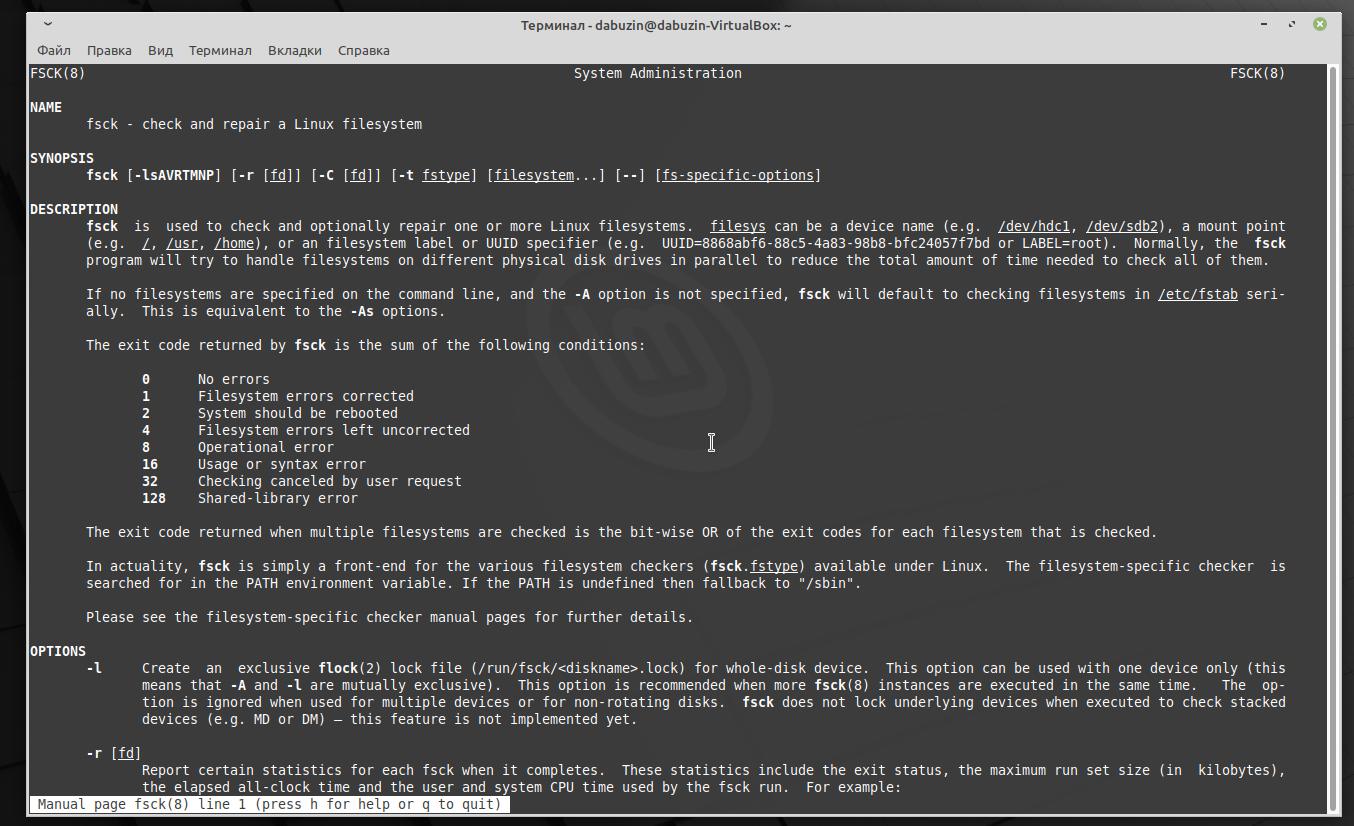 Терминал - dabuzin@dabuzin-VirtualBox: ~
Файл Правка Вид Терминал Вкладки Справка
FSCK(8) System Administration FSCK(8)
NAME
fsck - check and repair a Linux filesystem
SYNOPSIS
fsck [-lsAVRTMNP] [-r [fd]] [-C [fd]] [-t fstype] [filesystem...] [--] [fs-specific-options]
DESCRIPTION
fsck is used to check and optionally repair one or more Linux filesystems. filesys can be a device name (e.g. /dev/hdc1, /dev/sdb2), a mount point
(e.g. /, /usr, /home), or an filesystem label or UUID specifier (e.g. UUID=8868abf6-88c5-4a83-98b8-bfc24057f7bd or LABEL=root). Normally, the fsck
program will try to handle filesystems on different physical disk drives in parallel to reduce the total amount of time needed to check all of them.
If no filesystems are specified on the command line, and the -A option is not specified, fsck will default to checking filesystems in /etc/fstab seri-
ally. This is equivalent to the -As options.
The exit code returned by fsck is the sum of the following conditions:
0 No errors
1 Filesystem errors corrected
2 System should be rebooted
4 Filesystem errors left uncorrected
8 Operational error
16 Usage or syntax error
32 Checking canceled by user request
128 Shared-library error
The exit code returned when multiple filesystems are checked is the bit-wise OR of the exit codes for each filesystem that is checked.
In actuality, fsck is simply a front-end for the various filesystem checkers (fsck.fstype) available under Linux. The filesystem-specific checker is
searched for in the PATH environment variable. If the PATH is undefined then fallback to "/sbin".
Please see the filesystem-specific checker manual pages for further details.
OPTIONS
-l Create an exclusive flock(2) lock file (/run/fsck/<diskname>.lock) for whole-disk device. This option can be used with one device only (this
means that -A and -l are mutually exclusive). This option is recommended when more fsck(8) instances are executed in the same time. The op-
tion is ignored when used for multiple devices or for non-rotating disks. fsck does not lock underlying devices when executed to check stacked
devices (e.g. MD or DM) – this feature is not implemented yet.
-r [fd]
Report certain statistics for each fsck when it completes. These statistics include the exit status, the maximum run set size (in kilobytes),
the elapsed all-clock time and the user and system CPU time used by the fsck run. For example:
Manual page fsck(8) line 1 (press h for help or q to quit)